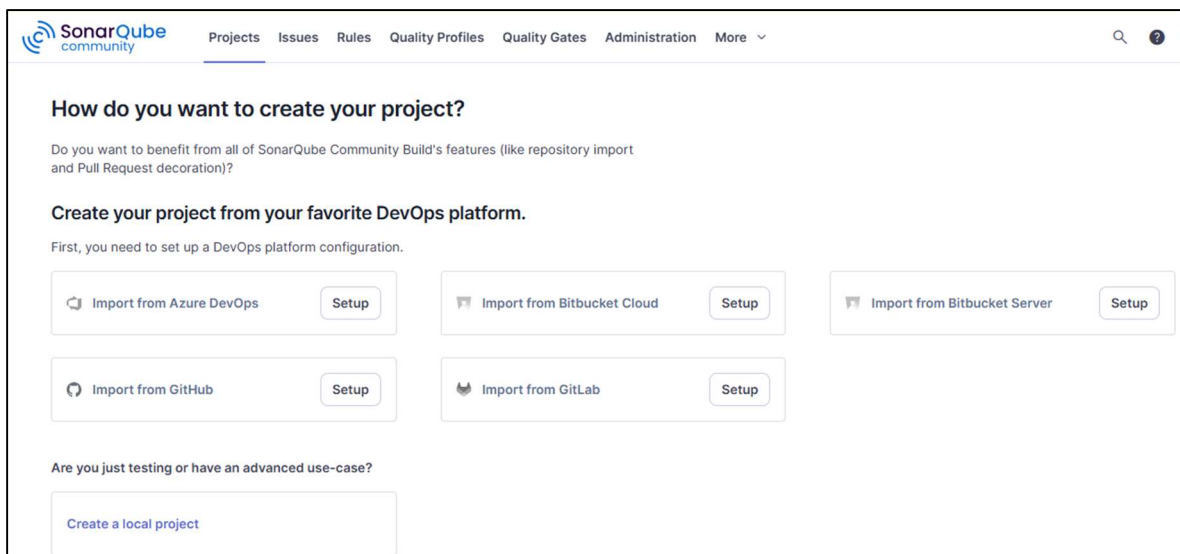 SonarQube
community
Projects Issues Rules Quality Profiles Quality Gates Administration More
?
How do you want to create your project?
Do you want to benefit from all of SonarQube Community Build's features (like repository import
and Pull Request decoration)?
Create your project from your favorite DevOps platform.
First, you need to set up a DevOps platform configuration.
Import from Azure DevOps Setup Import from Bitbucket Cloud Setup Import from Bitbucket Server Setup
Import from GitHub Setup Import from GitLab Setup
Are you just testing or have an advanced use-case?
Create a local project